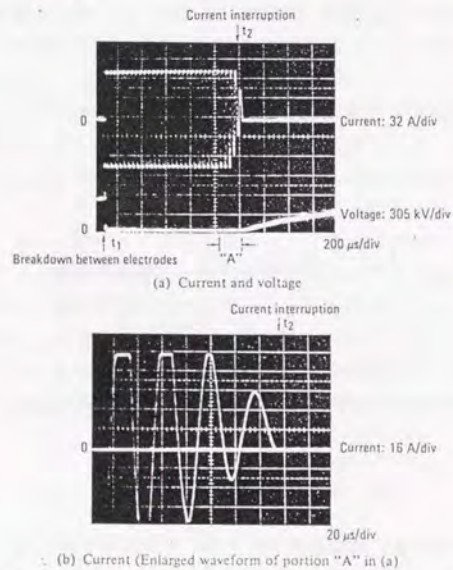 Current interruption
t2
0
Current: 32 A/div
Voltage: 305 kV/div
0
t1
"A"
200 μs/div
Breakdown between electrodes
(a) Current and voltage
Current interruption
t2
0
Current: 16 A/div
20 μs/div
(b) Current (Enlarged waveform of portion "A" in (a)